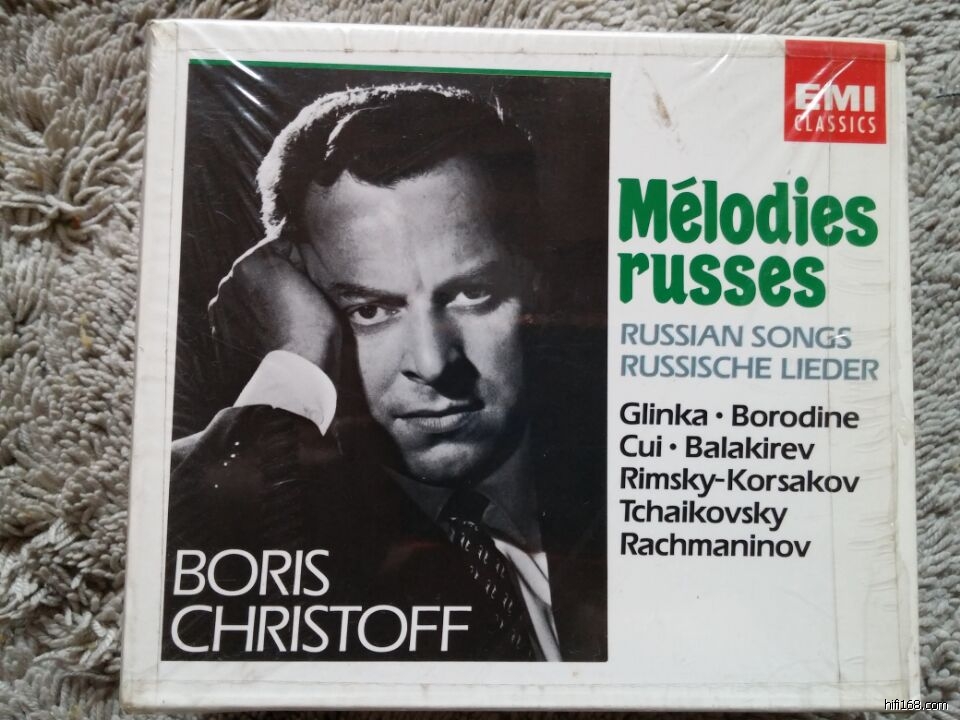 EMI
CLASSICS
Mélodies
russes
RUSSIAN SONGS
RUSSISCHE LIEDER
Glinka · Borodine
Cui · Balakirev
Rimsky-Korsakov
Tchaikovsky
Rachmaninov
BORIS
CHRISTOFF
hifi168.com